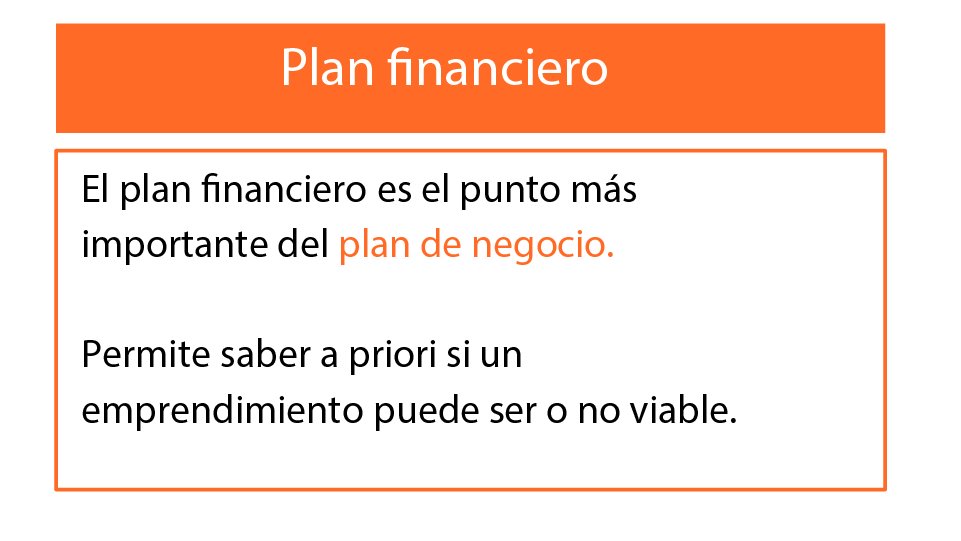 Plan financiero
El plan financiero es el punto más
importante del plan de negocio.
Permite saber a priori si un
emprendimiento puede ser o no viable.